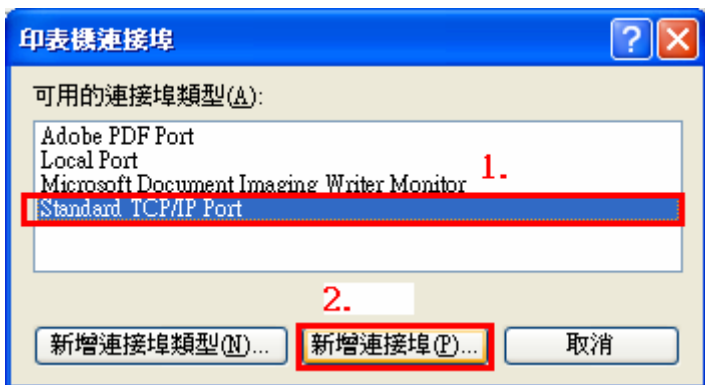 印表機連接埠
可用的連接埠類型(A):
Adobe PDF Port
Local Port
1.
Microsoft Document Imaging Writer Monitor
Standard TCP/IP Port
2.
新增連接埠類型(N)... 新增連接埠(P)... 取消